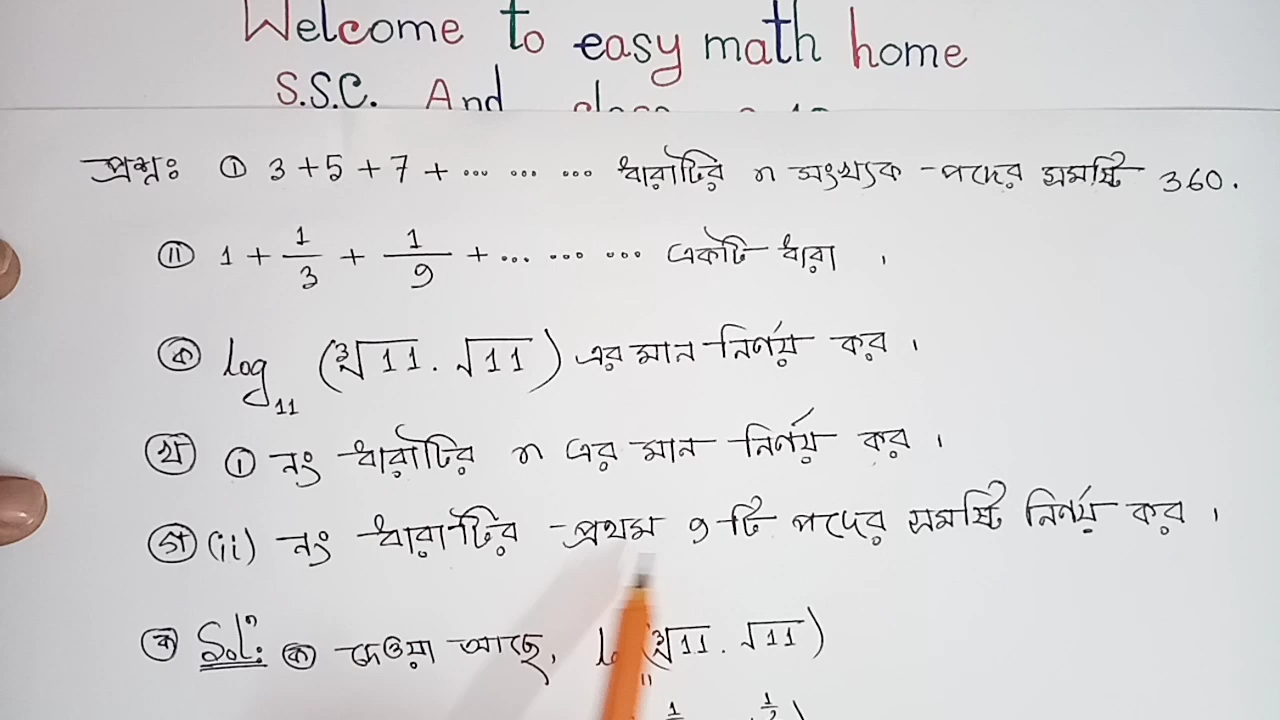 Welcome to easy math home
S.S.C. And
প্রশ্নঃ ① 3 + 5 + 7 + ... ... ... ধারাটির n সংখ্যক পদের সমষ্টি 360.
ⅱ 1 + 1/3 + 1/9 + ... ... ... একটি ধারা ।
ক log₁₁ (∛11 . √11) এর মান নির্ণয় কর ।
খ ① নং ধারাটির n এর মান নির্ণয় কর ।
গ (ii) নং ধারাটির প্রথম 9 টি পদের সমষ্টি নির্ণয় কর ।
ক Solⁿ: ক দেওয়া আছে, (∛11 . √11)